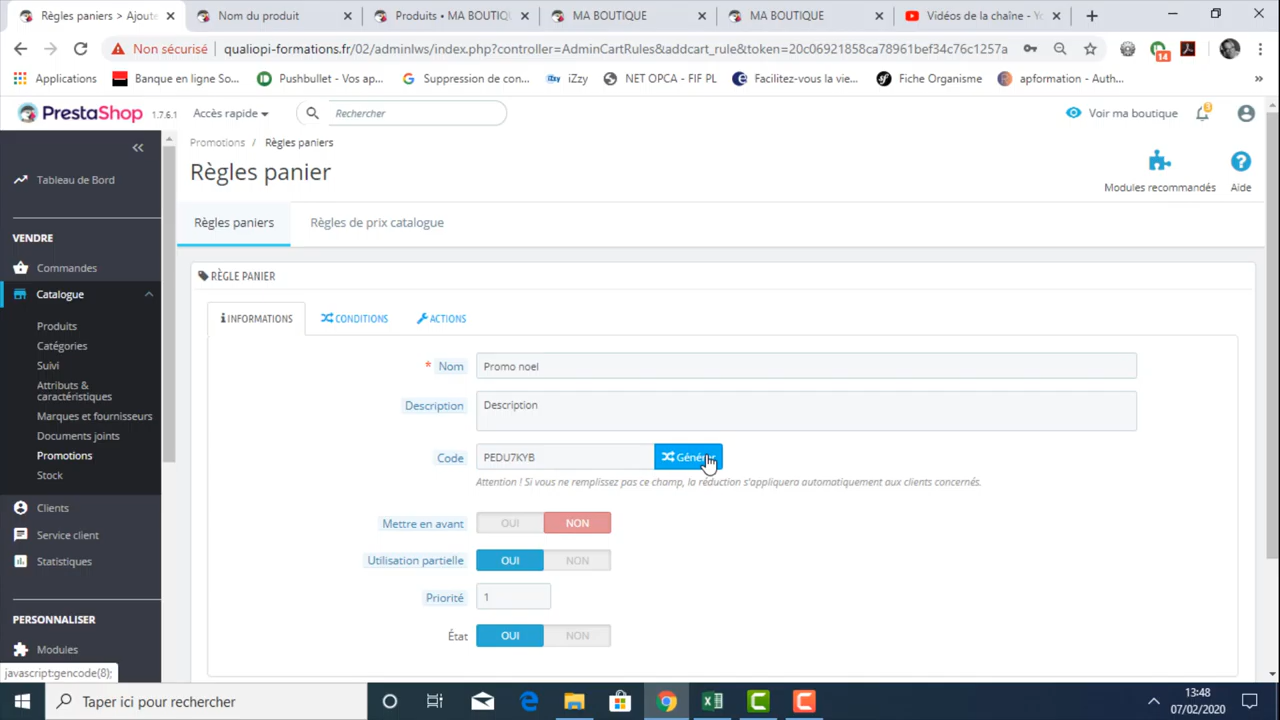 Règles paniers > Ajoute
Nom du produit
Produits • MA BOUTIQU
MA BOUTIQUE
MA BOUTIQUE
Vidéos de la chaîne - Yo
Non sécurisé
qualiopi-formations.fr/02/adminlws/index.php?controller=AdminCartRules&addcart_rule&token=20c06921858ca78961bef34c76c1257a
14
Applications
Banque en ligne So...
Pushbullet - Vos ap...
Suppression de con...
iZzy
NET OPCA - FIF PL
Facilitez-vous la vie...
Fiche Organisme
apformation - Auth...
»
PrestaShop
1.7.6.1
Accès rapide
Rechercher
Voir ma boutique
3
Promotions / Règles paniers
Règles panier
Modules recommandés
Aide
Règles paniers
Règles de prix catalogue
Tableau de Bord
VENDRE
Commandes
Catalogue
Produits
Catégories
Suivi
Attributs &
caractéristiques
Marques et fournisseurs
Documents joints
Promotions
Stock
Clients
Service client
Statistiques
PERSONNALISER
Modules
RÈGLE PANIER
INFORMATIONS
CONDITIONS
ACTIONS
* Nom
Promo noel
Description
Description
Code
PEDU7KYB
Attention ! Si vous ne remplissez pas ce champ, la réduction s'appliquera automatiquement aux clients concernés.
Mettre en avant
OUI
NON
Utilisation partielle
OUI
NON
Priorité
1
État
OUI
NON
javascript:gencode(8);
Taper ici pour rechercher
13:48
07/02/2020